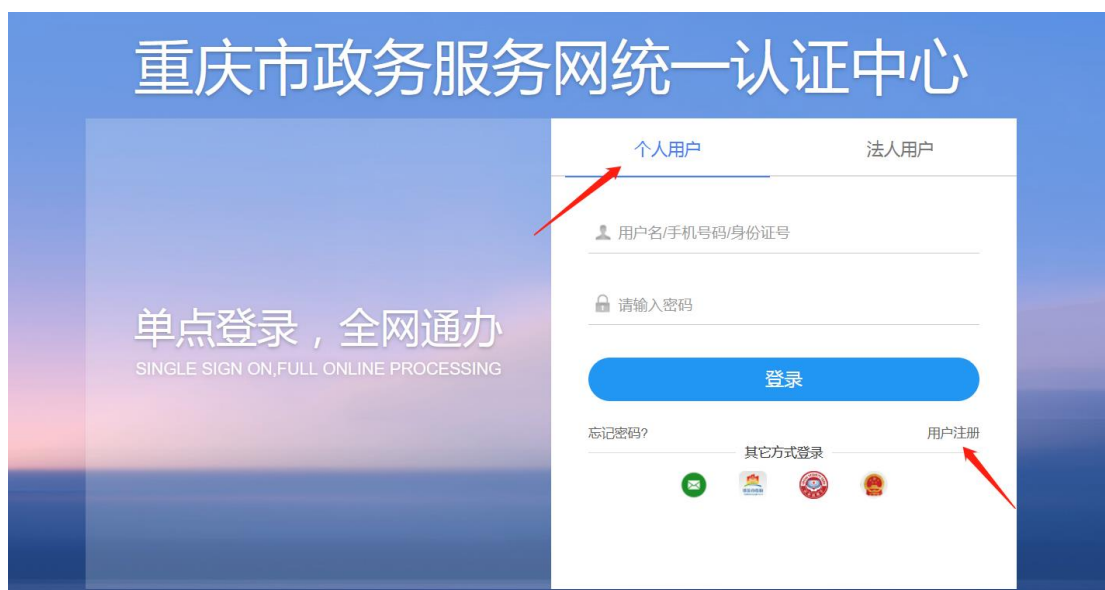 重庆市政务服务网统一认证中心
个人用户
法人用户
用户名/手机号码/身份证号
请输入密码
单点登录，全网通办
SINGLE SIGN ON,FULL ONLINE PROCESSING
登录
忘记密码?
用户注册
其它方式登录